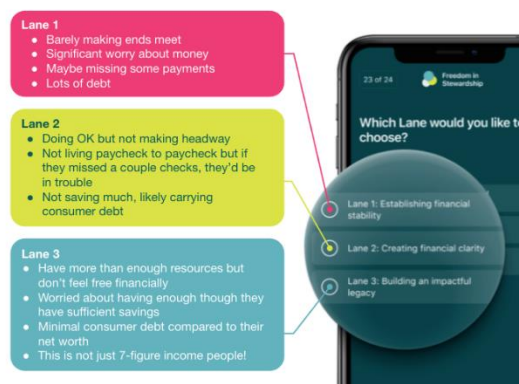 Lane 1
● Barely making ends meet
● Significant worry about money
● Maybe missing some payments
● Lots of debt
Lane 2
● Doing OK but not making headway
● Not living paycheck to paycheck but if
they missed a couple checks, they'd be
in trouble
● Not saving much, likely carrying
consumer debt
Lane 3
● Have more than enough resources but
don't feel free financially
● Worried about having enough though they
have sufficient savings
● Minimal consumer debt compared to their
net worth
● This is not just 7-figure income people!
23 of 24
Freedom in
Stewardship
Which Lane would you like to
choose?
Lane 1: Establishing financial
stability
Lane 2: Creating financial clarity
Lane 3: Building an impactful
legacy